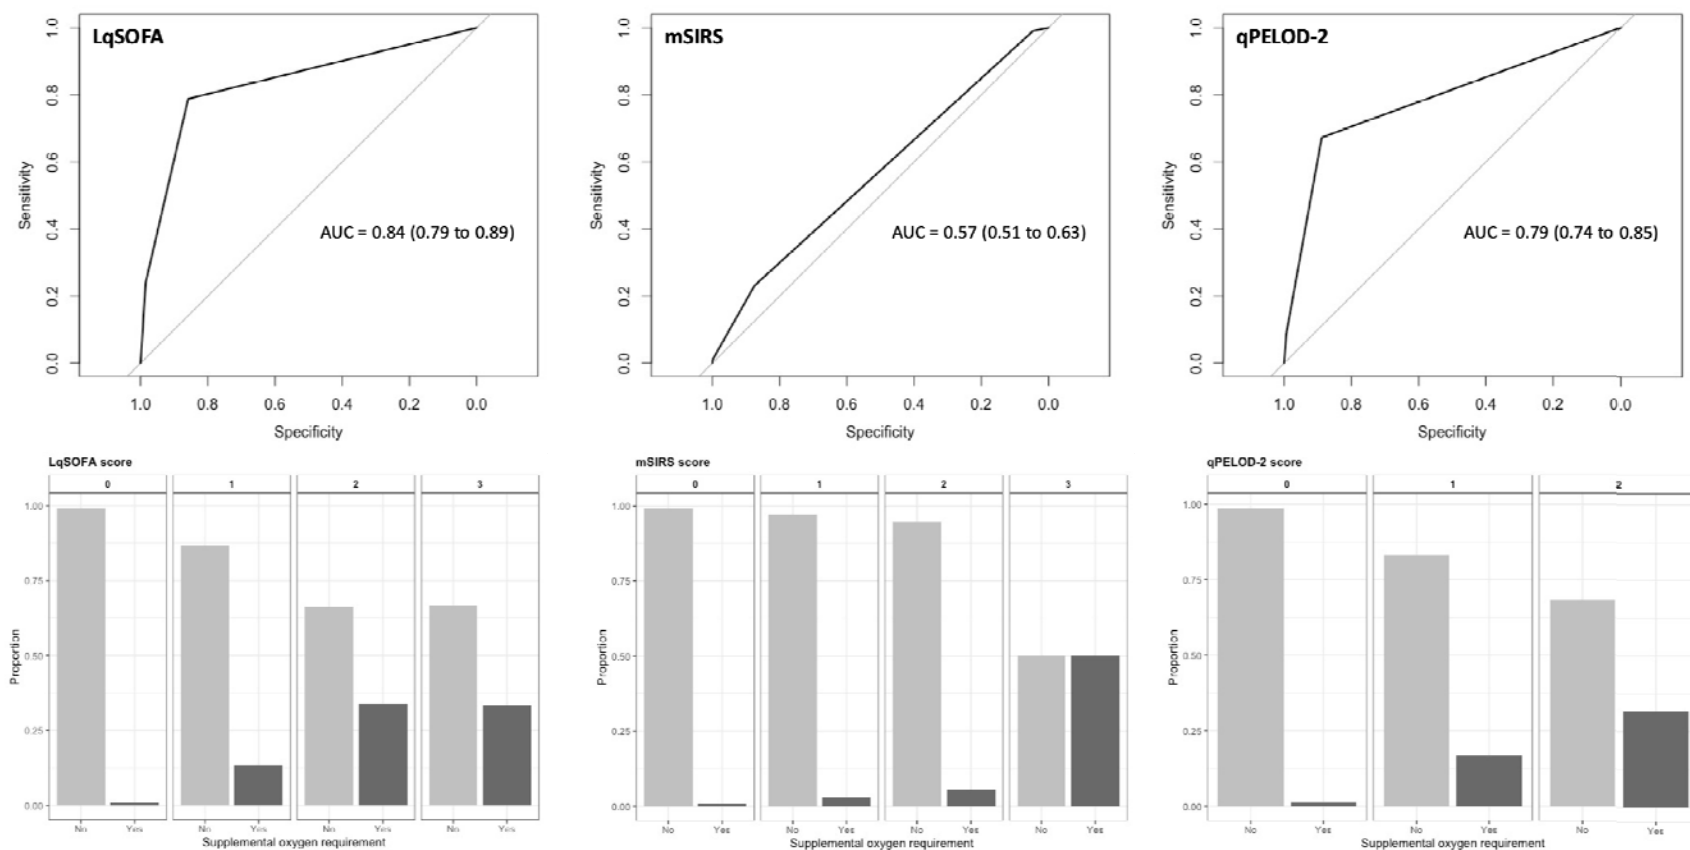 LqSOFA
1.0
0.8
0.6
0.4
0.2
0.0
Sensitivity
AUC = 0.84 (0.79 to 0.89)
1.0 0.8 0.6 0.4 0.2 0.0
Specificity
mSIRS
1.0
0.8
0.6
0.4
0.2
0.0
Sensitivity
AUC = 0.57 (0.51 to 0.63)
1.0 0.8 0.6 0.4 0.2 0.0
Specificity
qPELOD-2
1.0
0.8
0.6
0.4
0.2
0.0
Sensitivity
AUC = 0.79 (0.74 to 0.85)
1.0 0.8 0.6 0.4 0.2 0.0
Specificity
LqSOFA score
0 1 2 3
1.00
0.75
0.50
0.25
0.00
Proportion
No Yes No Yes No Yes No Yes
Supplemental oxygen requirement
mSIRS score
0 1 2 3
1.00
0.75
0.50
0.25
0.00
Proportion
No Yes No Yes No Yes No Yes
Supplemental oxygen requirement
qPELOD-2 score
0 1 2
1.00
0.75
0.50
0.25
0.00
Proportion
No Yes No Yes No Yes
Supplemental oxygen requirement